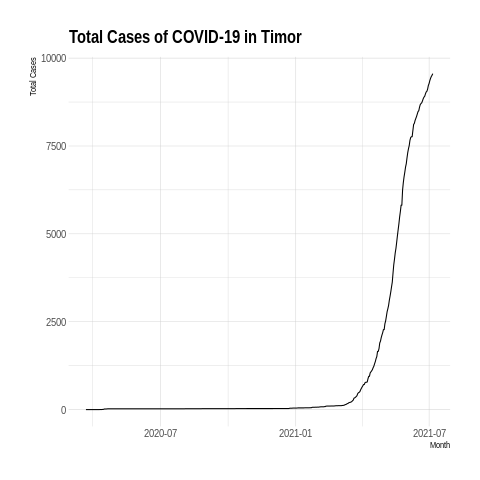 Total Cases of COVID-19 in Timor
Total Cases
10000
7500
5000
2500
0
2020-07 2021-01 2021-07
Month